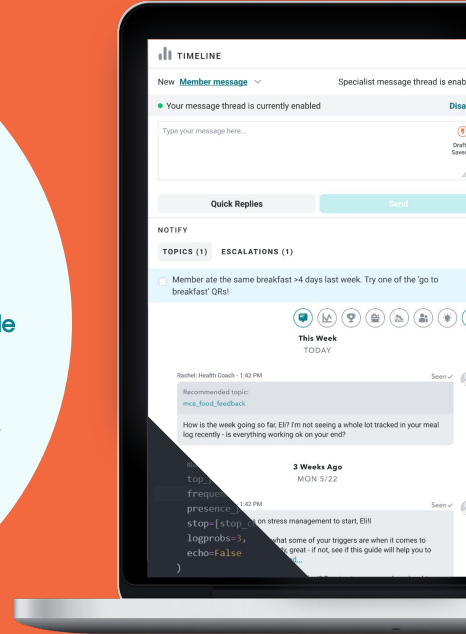 TIMELINE
New Member message
Specialist message thread is enab
Your message thread is currently enabled
Disa
Type your message here...
Draft
Saved
Quick Replies
Send
NOTIFY
TOPICS (1) ESCALATIONS (1)
Member ate the same breakfast >4 days last week. Try one of the 'go to
breakfast' QRs!
This Week
TODAY
Rachel: Health Coach - 1:42 PM
Seen
Recommended topic:
mce_food_feedback
How is the week going so far, Eli? I'm not seeing a whole lot tracked in your meal
log recently - is everything working ok on your end?
3 Weeks Ago
MON 5/22
1:42 PM
Seen
on stress management to start, Eli!
what some of your triggers are when it comes to
great - if not, see if this guide will help you to
top_
frequen
presence_p
stop=[stop_c
logprobs=3,
echo=False
)
le